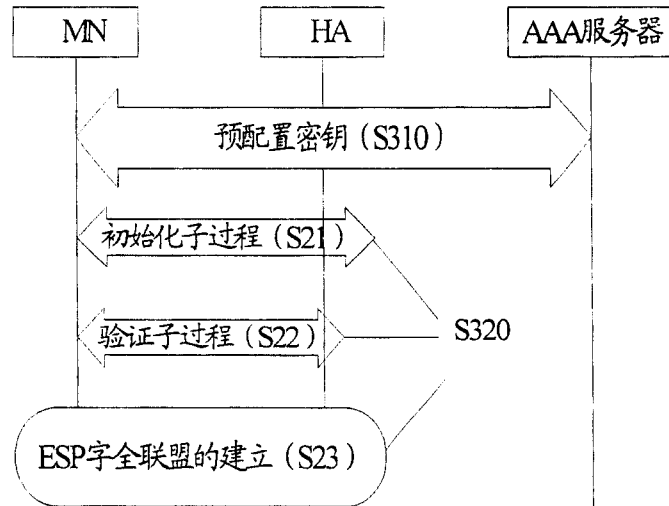 MN
HA
AAA服务器
预配置密钥（S310）
初始化子过程（S21）
验证子过程（S22）
S320
ESP字全联盟的建立（S23）